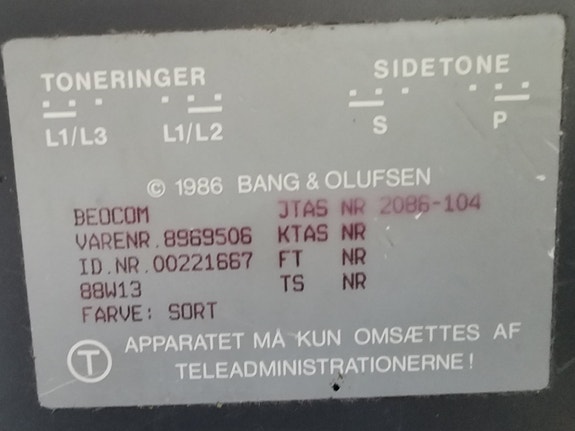 TONERINGER SIDETONE
L1/L3 L1/L2 S P
© 1986 BANG & OLUFSEN
BEOCOM JTAS NR 2086-104
VARENR.8969506 KTAS NR
ID.NR.00221667 FT NR
88W13 TS NR
FARVE: SORT
T APPARATET MÅ KUN OMSÆTTES AF
TELEADMINISTRATIONERNE!